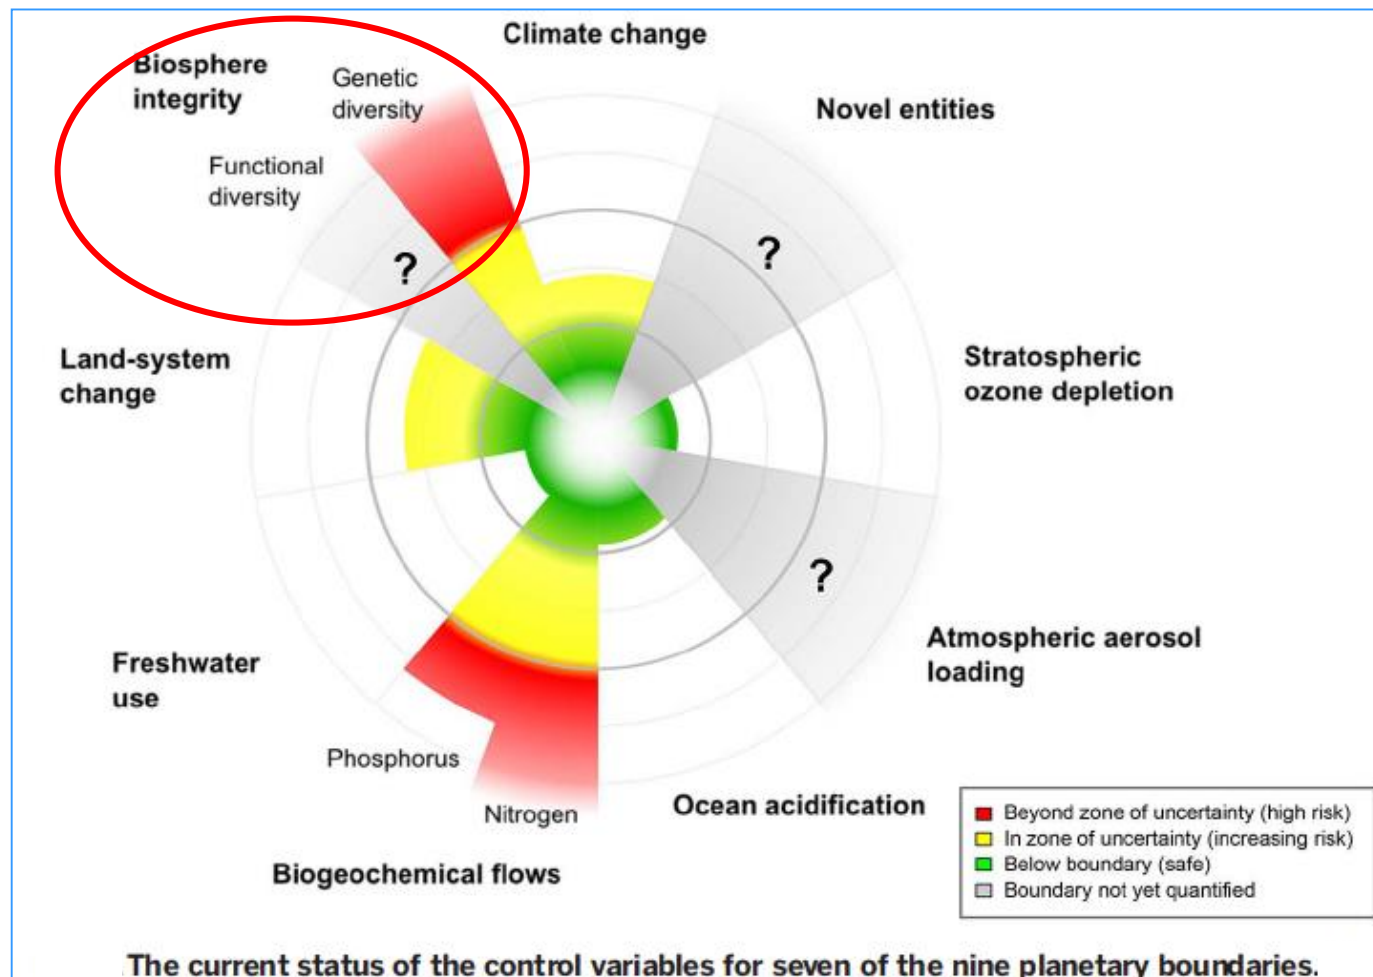 Climate change
Biosphere
integrity
Genetic
diversity
Novel entities
Functional
diversity
?
?
Land-system
change
Stratospheric
ozone depletion
?
Freshwater
use
Atmospheric aerosol
loading
Phosphorus
Nitrogen
Ocean acidification
Biogeochemical flows
Beyond zone of uncertainty (high risk)
In zone of uncertainty (increasing risk)
Below boundary (safe)
Boundary not yet quantified
The current status of the control variables for seven of the nine planetary boundaries.